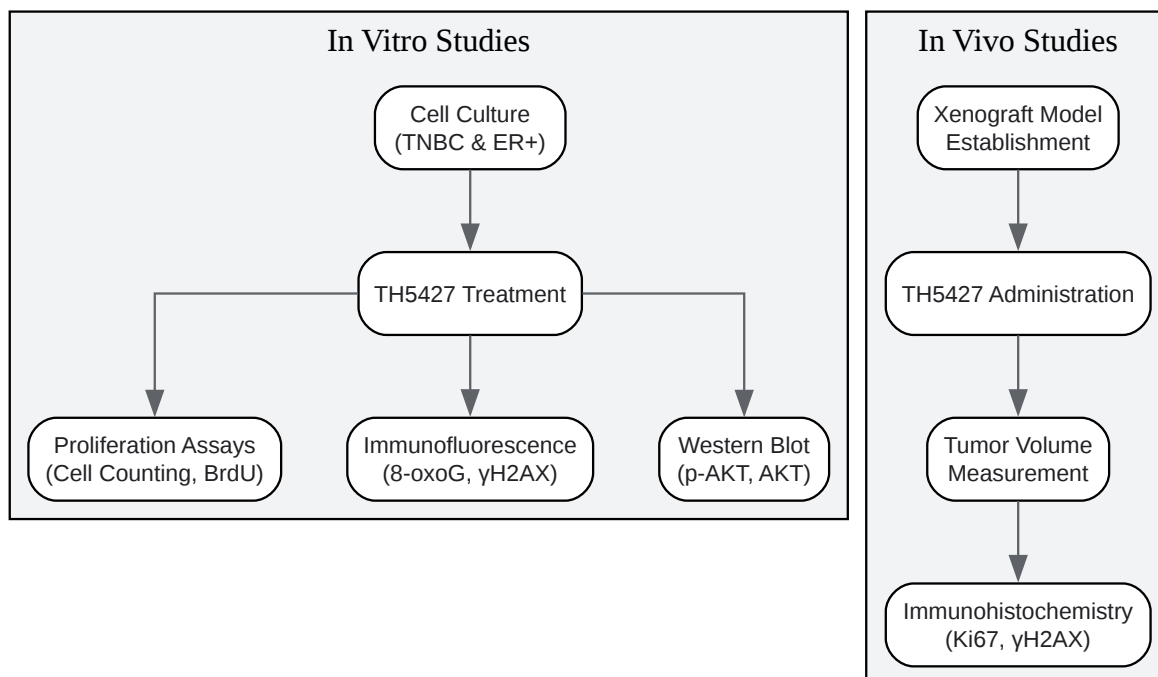 In Vitro Studies
Cell Culture
(TNBC & ER+)
TH5427 Treatment
Proliferation Assays
(Cell Counting, BrdU)
Immunofluorescence
(8-oxoG, γH2AX)
Western Blot
(p-AKT, AKT)
In Vivo Studies
Xenograft Model
Establishment
TH5427 Administration
Tumor Volume
Measurement
Immunohistochemistry
(Ki67, γH2AX)